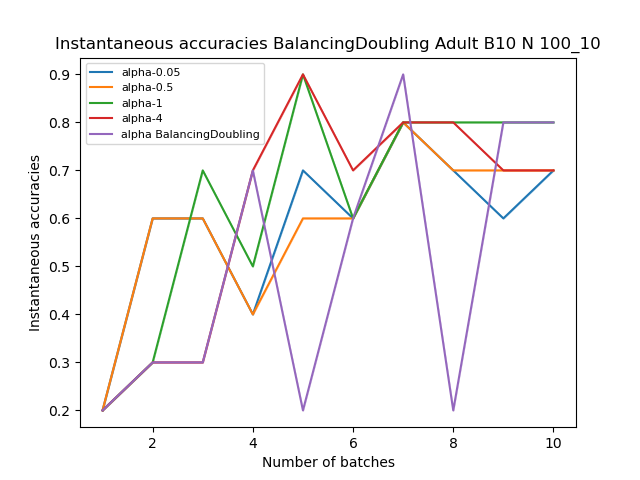 Instantaneous accuracies BalancingDoubling Adult B10 N 100_10
alpha-0.05
alpha-0.5
alpha-1
alpha-4
alpha BalancingDoubling
Instantaneous accuracies
0.9
0.8
0.7
0.6
0.5
0.4
0.3
0.2
2 4 6 8 10
Number of batches